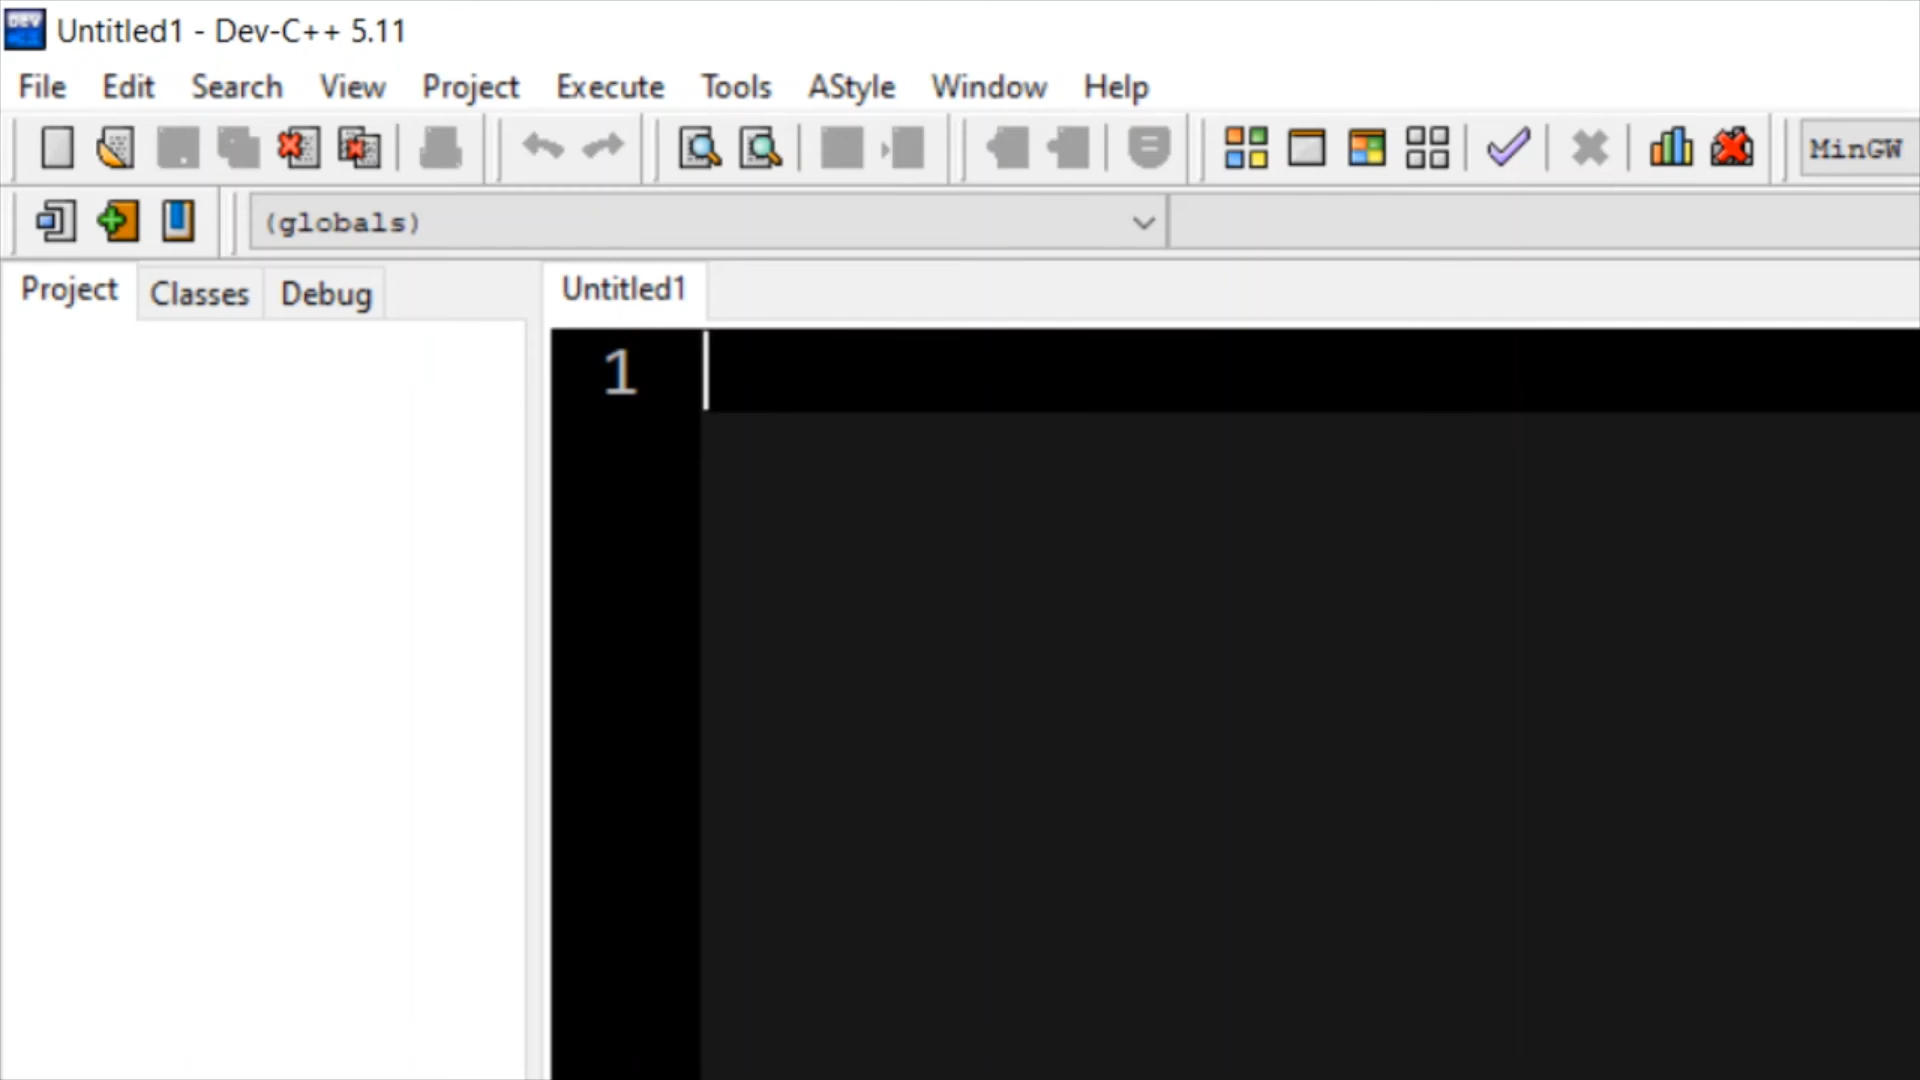 DEV
Untitled1 - Dev-C++ 5.11
File Edit Search View Project Execute Tools AStyle Window Help
MinGW
(globals)
Project Classes Debug
Untitled1
1